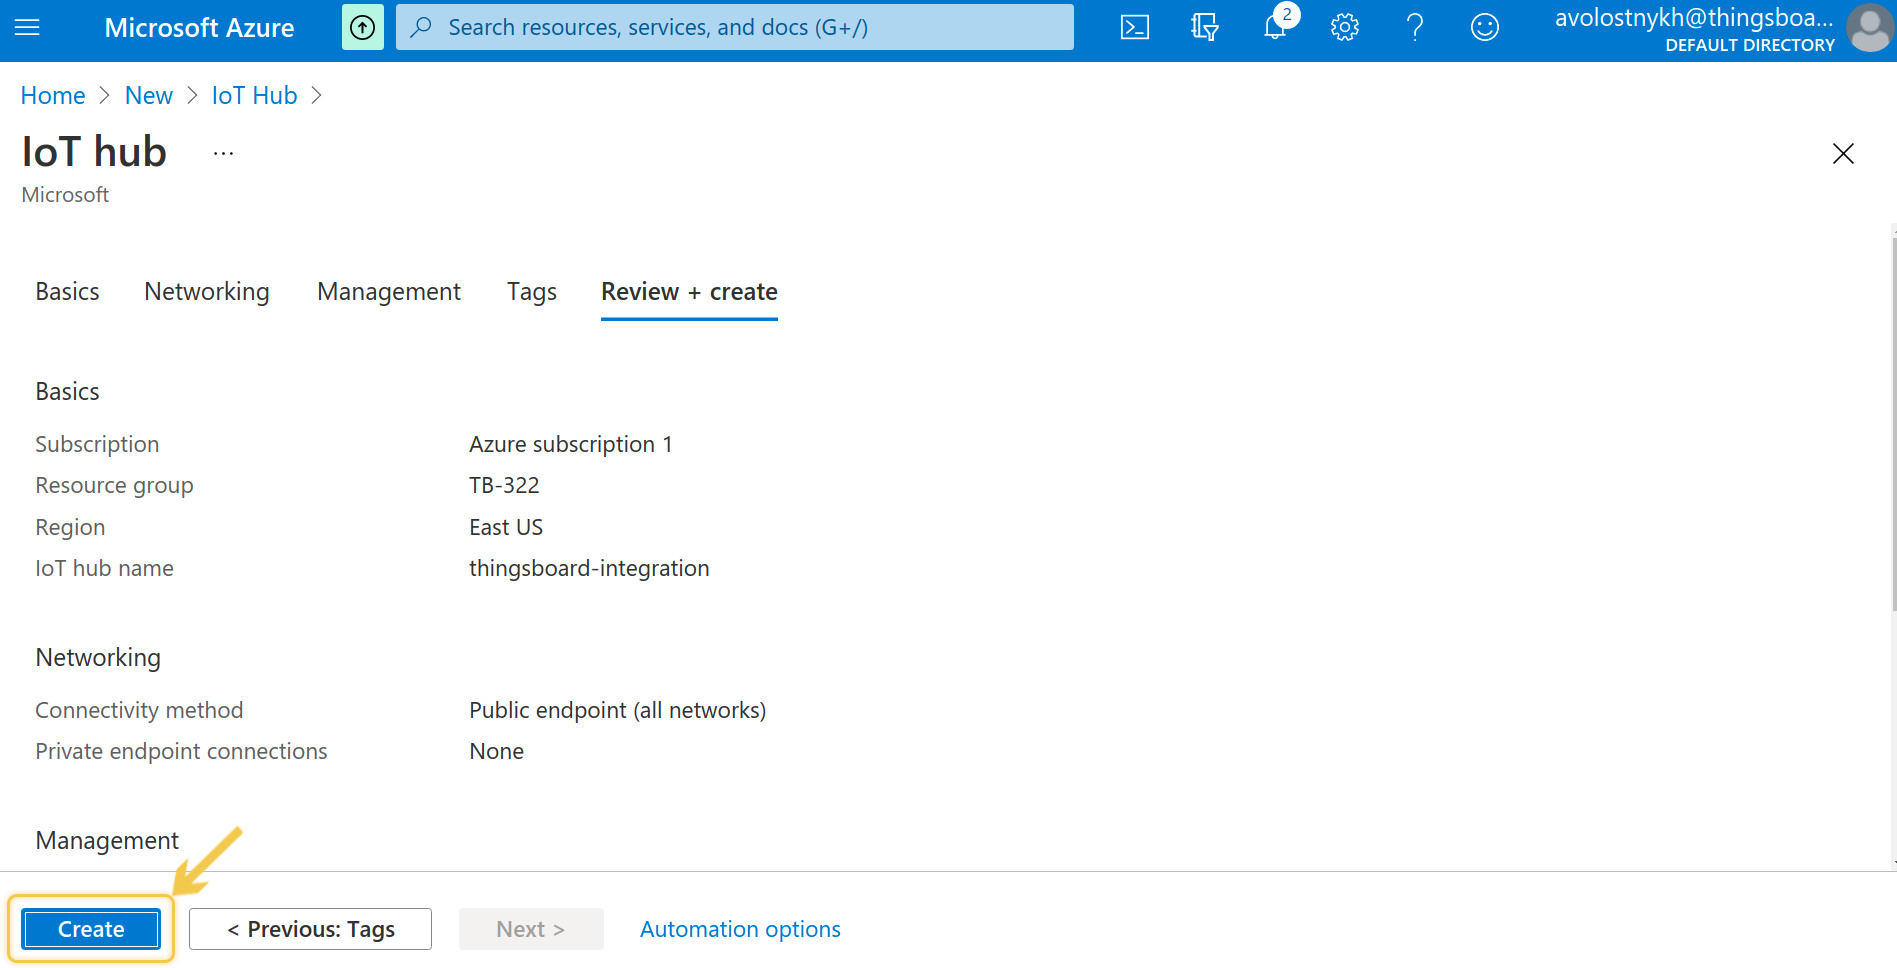 Microsoft Azure
Search resources, services, and docs (G+/)
2
avolostnykh@thingsboa...
DEFAULT DIRECTORY
Home > New > IoT Hub >
IoT hub ...
Microsoft
Basics Networking Management Tags Review + create
Basics
Subscription Azure subscription 1
Resource group TB-322
Region East US
IoT hub name thingsboard-integration
Networking
Connectivity method Public endpoint (all networks)
Private endpoint connections None
Management
Create < Previous: Tags Next > Automation options